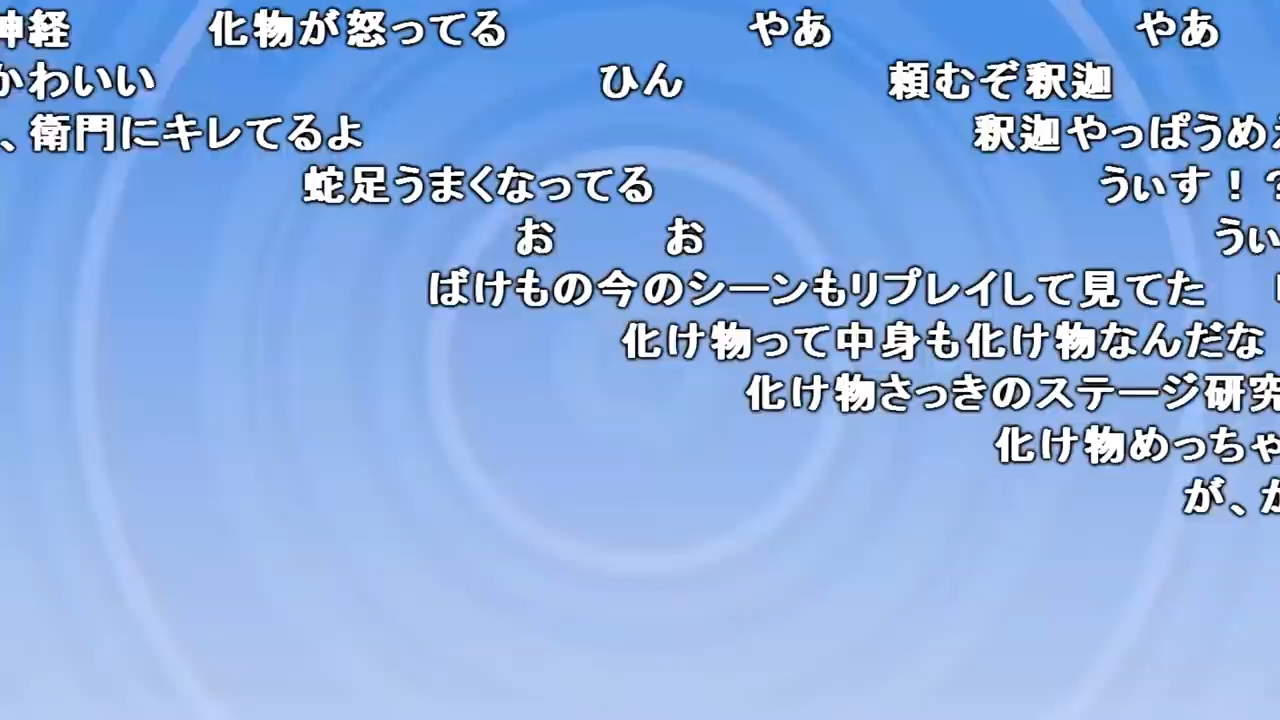 神経 化物が怒ってる やあ やあ
かわいい ひん 頼むぞ釈迦
、衛門にキレてるよ 釈迦やっぱうめえ
蛇足うまくなってる うぃす！？
お お うぃ
ばけもの今のシーンもリプレイして見てた
化け物って中身も化け物なんだな
化け物さっきのステージ研究
化け物めっちゃ
が、が